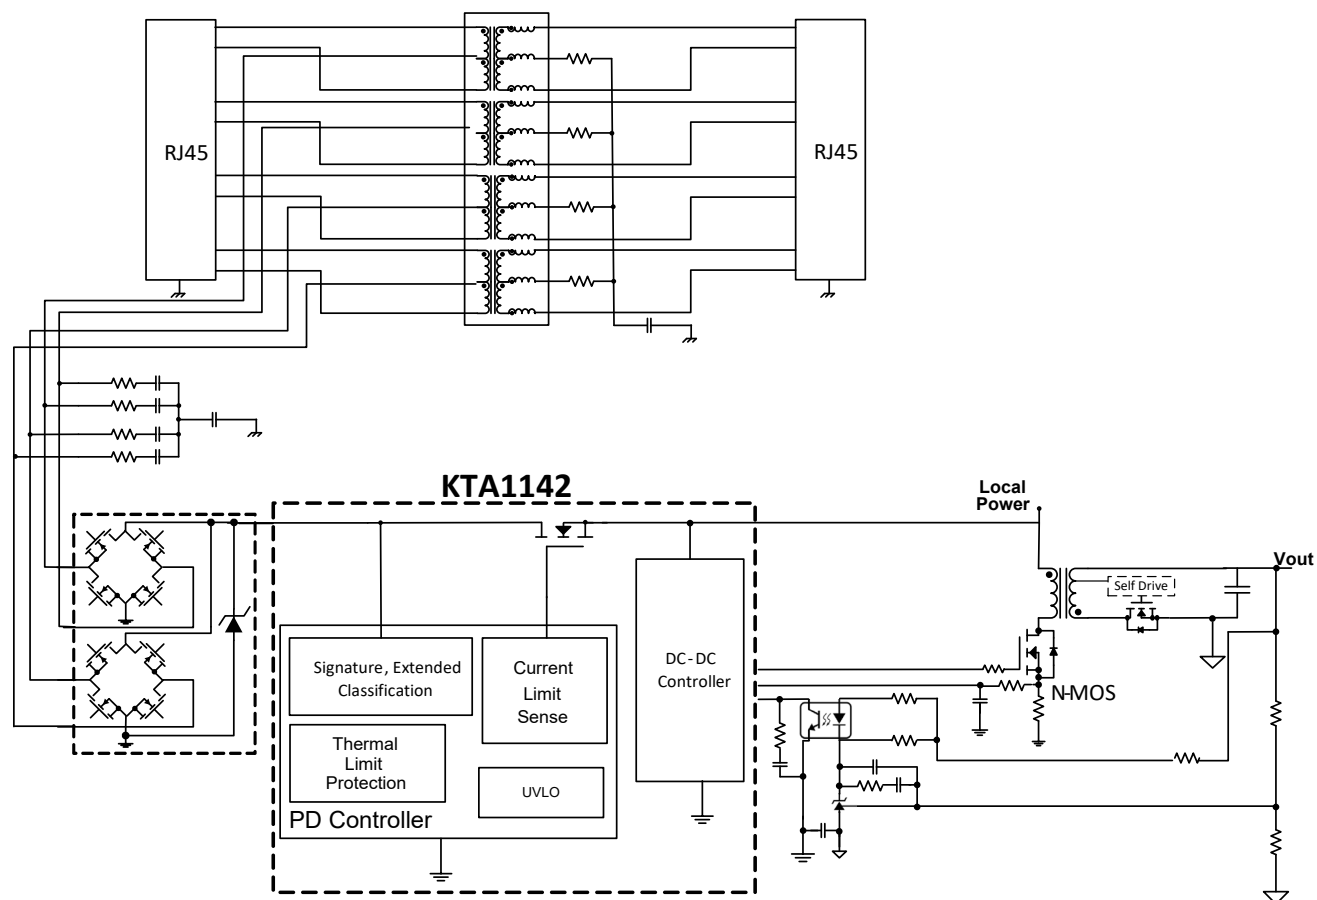 RJ45
RJ45
KTA1142
Local
Power
Vout
Self Drive
Signature, Extended
Classification
Current
Limit
Sense
DC-DC
Controller
N-MOS
Thermal
Limit
Protection
UVLO
PD Controller